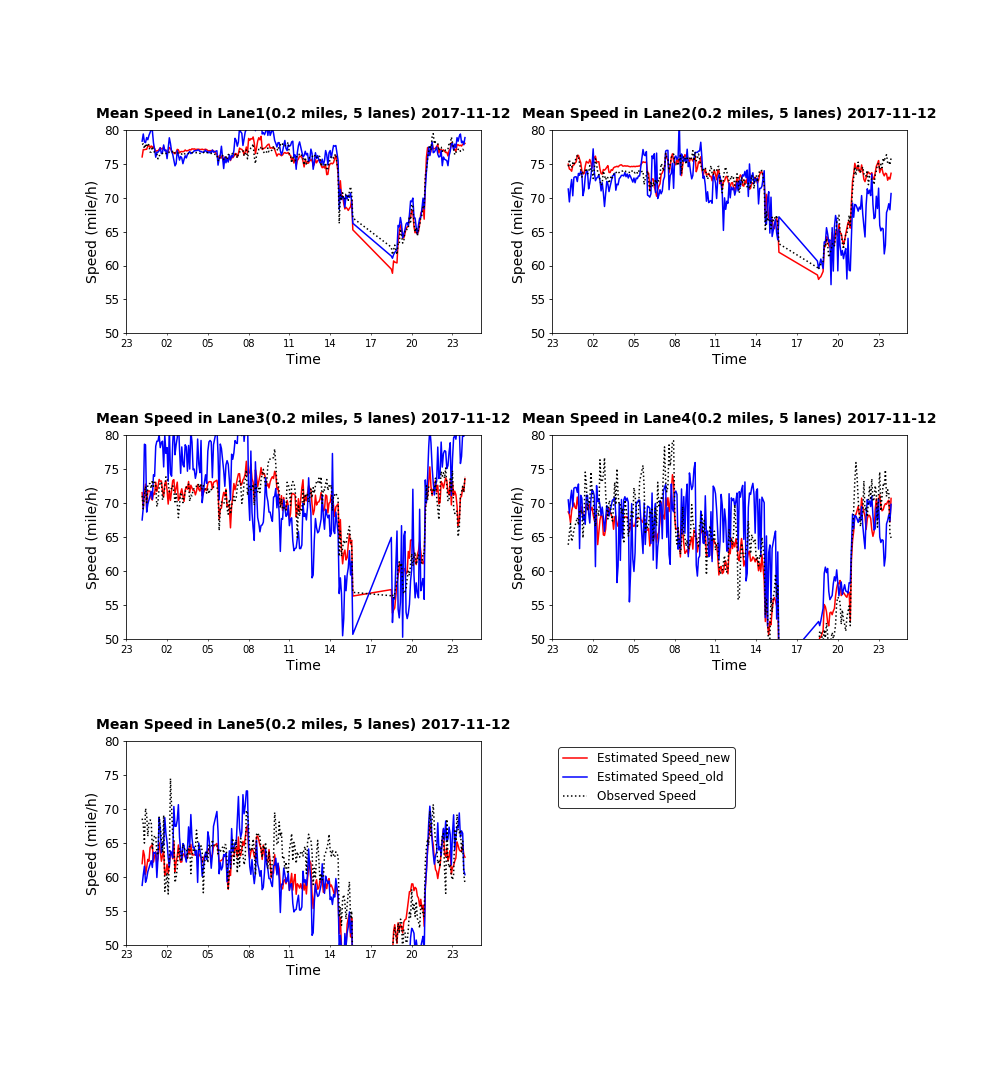 Mean Speed in Lane1(0.2 miles, 5 lanes) 2017-11-12
80
75
70
65
60
55
50
Speed (mile/h)
23 02 05 08 11 14 17 20 23
Time
Mean Speed in Lane2(0.2 miles, 5 lanes) 2017-11-12
80
75
70
65
60
55
50
Speed (mile/h)
23 02 05 08 11 14 17 20 23
Time
Mean Speed in Lane3(0.2 miles, 5 lanes) 2017-11-12
80
75
70
65
60
55
50
Speed (mile/h)
23 02 05 08 11 14 17 20 23
Time
Mean Speed in Lane4(0.2 miles, 5 lanes) 2017-11-12
80
75
70
65
60
55
50
Speed (mile/h)
23 02 05 08 11 14 17 20 23
Time
Mean Speed in Lane5(0.2 miles, 5 lanes) 2017-11-12
80
75
70
65
60
55
50
Speed (mile/h)
23 02 05 08 11 14 17 20 23
Time
Estimated Speed_new
Estimated Speed_old
Observed Speed